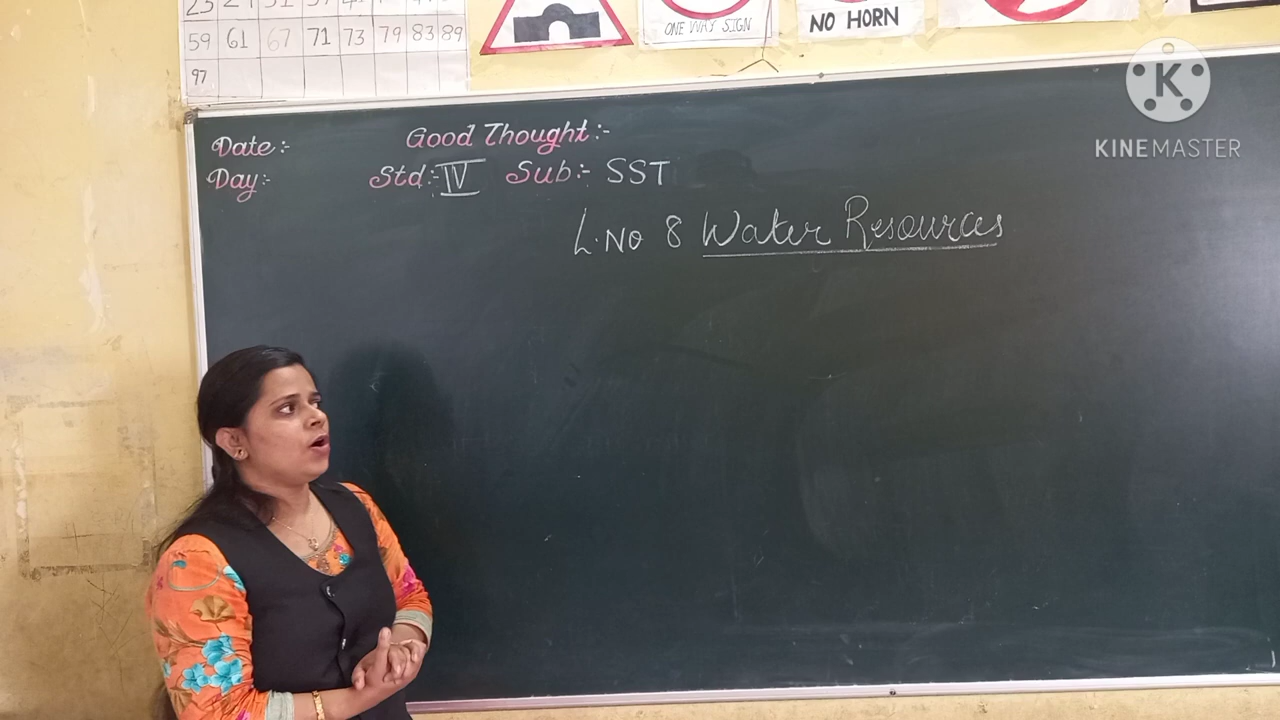 59 61 67 71 73 79 83 89
97
ONE WAY SIGN
NO HORN
K
KINEMASTER
Date:-
Good Thought:-
Day:-
Std:- IV Sub:- SST
L.No 8 Water Resources